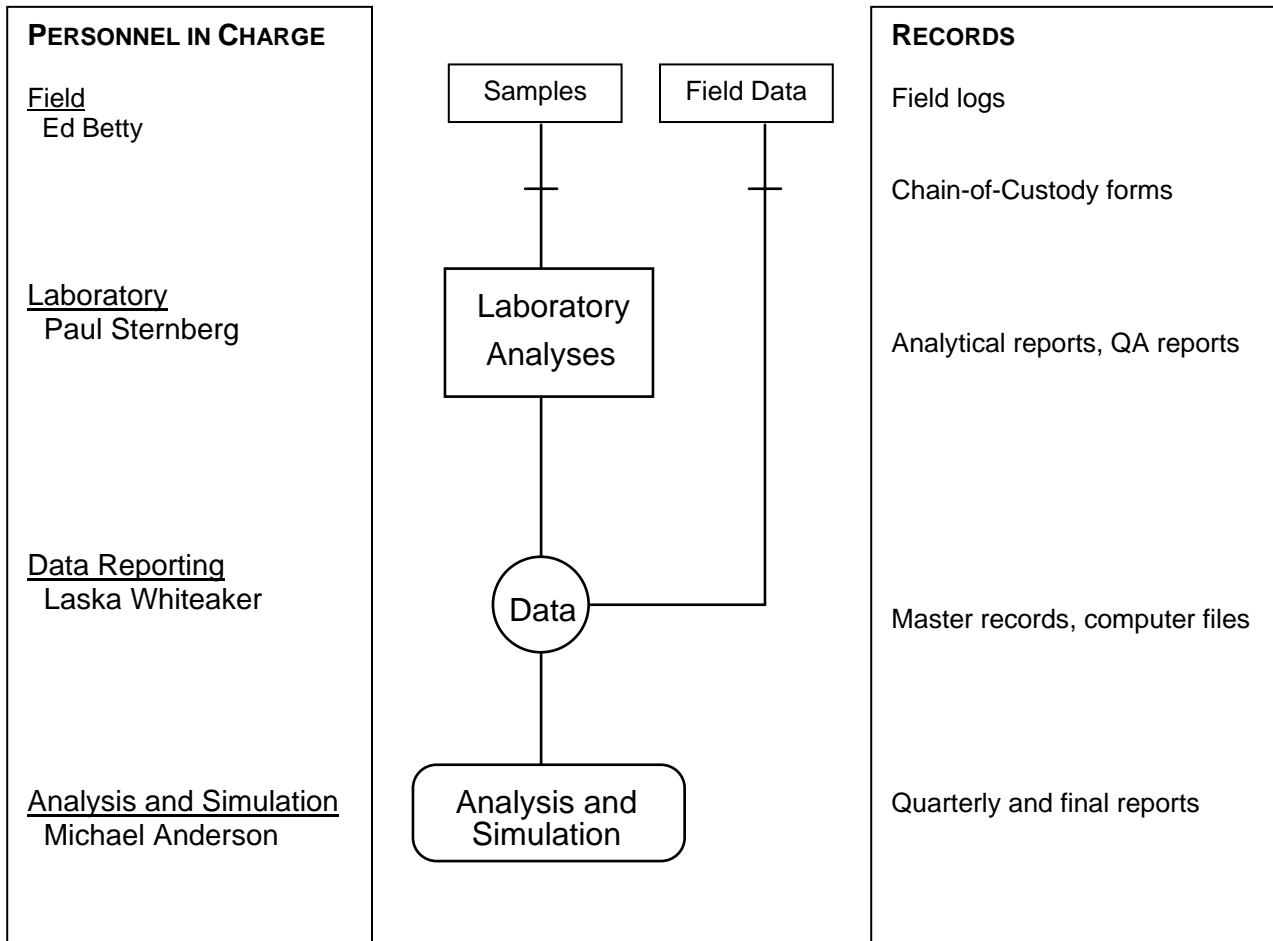 PERSONNEL IN CHARGE
Field
Ed Betty
Laboratory
Paul Sternberg
Data Reporting
Laska Whiteaker
Analysis and Simulation
Michael Anderson
Samples
Field Data
Laboratory
Analyses
Data
Analysis and
Simulation
RECORDS
Field logs
Chain-of-Custody forms
Analytical reports, QA reports
Master records, computer files
Quarterly and final reports